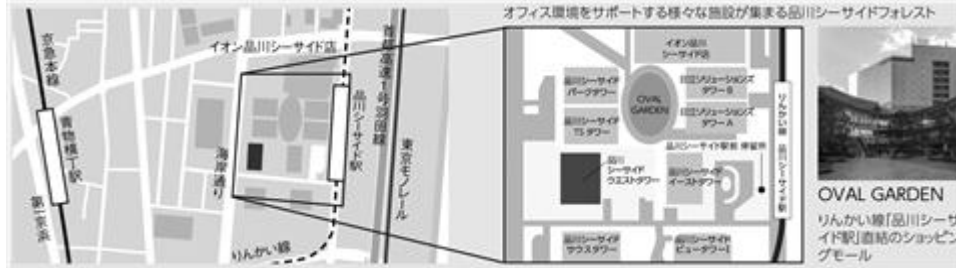 オフィス環境をサポートする様々な施設が集まる品川シーサイドフォレスト
京急本線
青物横丁駅
第一京浜
イオン品川シーサイド店
海岸通り
りんかい線
品川シーサイド駅
首都高速1号羽田線
東京モノレール
イオン品川
シーサイド店
品川シーサイド
パークタワー
OVAL
GARDEN
日立ソリューションズ
タワーB
品川シーサイド
TSタワー
日立ソリューションズ
タワーA
品川シーサイド駅前 停留所
品川
シーサイド
ウエストタワー
品川シーサイド
イーストタワー
品川シーサイド
サウスタワー
品川シーサイド
ビュータワーI
りんかい線 品川シーサイド駅
OVAL GARDEN
りんかい線「品川シーサ
イド駅」直結のショッピン
グモール